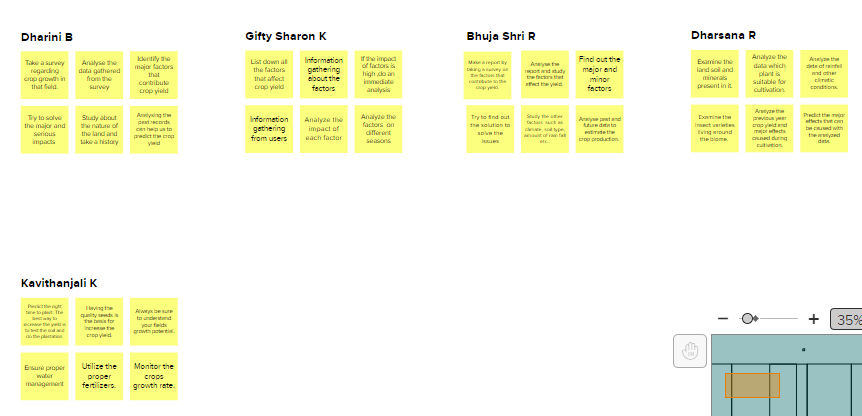 Dharini B
Take a survey
regarding
crop growth in
that field.
Analyse the
data gathered
from the
survey
Identify the
major factors
that
contribute
crop yield
Try to solve
the major and
serious
impacts
Study about
the nature of
the land and
take a history
Analysing the
past records
can help us to
predict the crop
yield
Gifty Sharon K
List down all
the factors
that affect
crop yield
Information
gathering
about the
factors
If the impact
of factors is
high ,do an
immediate
analysis
Information
gathering
from users
Analyze the
impact of
each factor
Analyze the
factors on
different
seasons
Bhuja Shri R
Make a report by
taking a survey of
the factors that
contribute to the
crop yield.
Analyse the
report and study
the factors that
effect the yield.
Find out the
major and
minor
factors
Try to find out
the solution to
solve the
issues
Study the other
factors such as
climate, soil type,
amount of rain fall
etc..
Analyse past and
future data to
estimate the
crop production.
Dharsana R
Examine the
land soil and
minerals
present in it.
Analyze the
data which
plant is
suitable for
cultivation.
Analyze the
data of rainfall
and other
climatic
conditions.
Examine the
insect varieties
living around
the biome.
Analyze the
previous year
crop yield and
major effects
caused during
cultivation.
Predict the major
effects that can
be caused with
the analyzed
data.
Kavithanjali K
Predict the right
time to plant. The
best way to
increase the yield is
to test the soil and
do the plantation.
Having the
quality seeds is
the basis for
increase the
crop yield.
Always be sure
to understand
your fields
growth potential.
Ensure proper
water
management
Utilize the
proper
fertilizers.
Monitor the
crops
growth rate.
35%